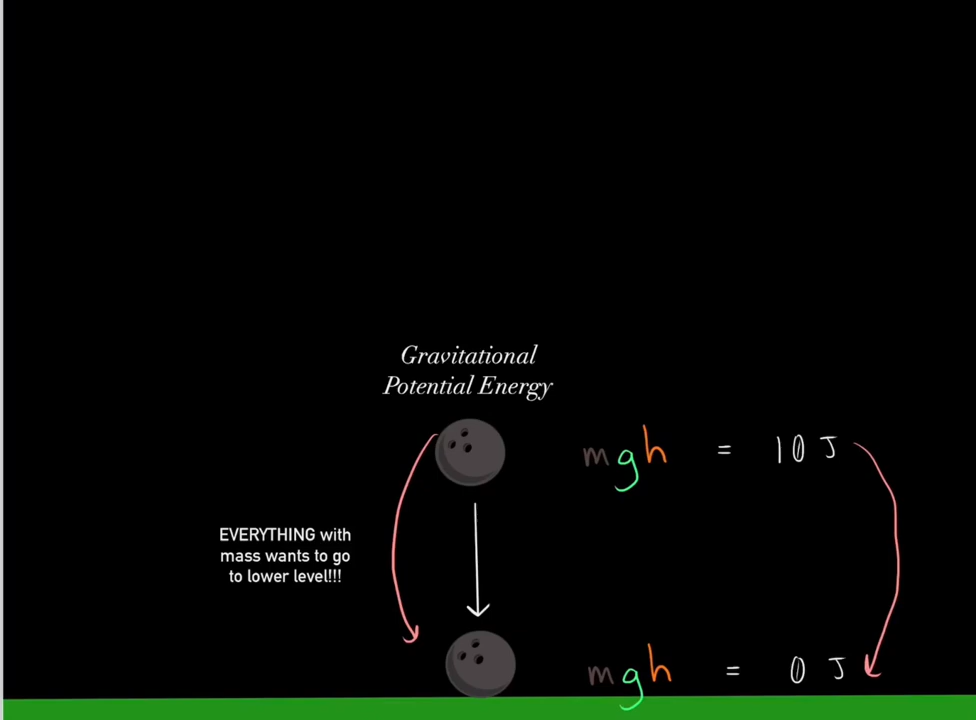 Gravitational
Potential Energy
mgh = 10 J
EVERYTHING with
mass wants to go
to lower level!!!
mgh = 0 J